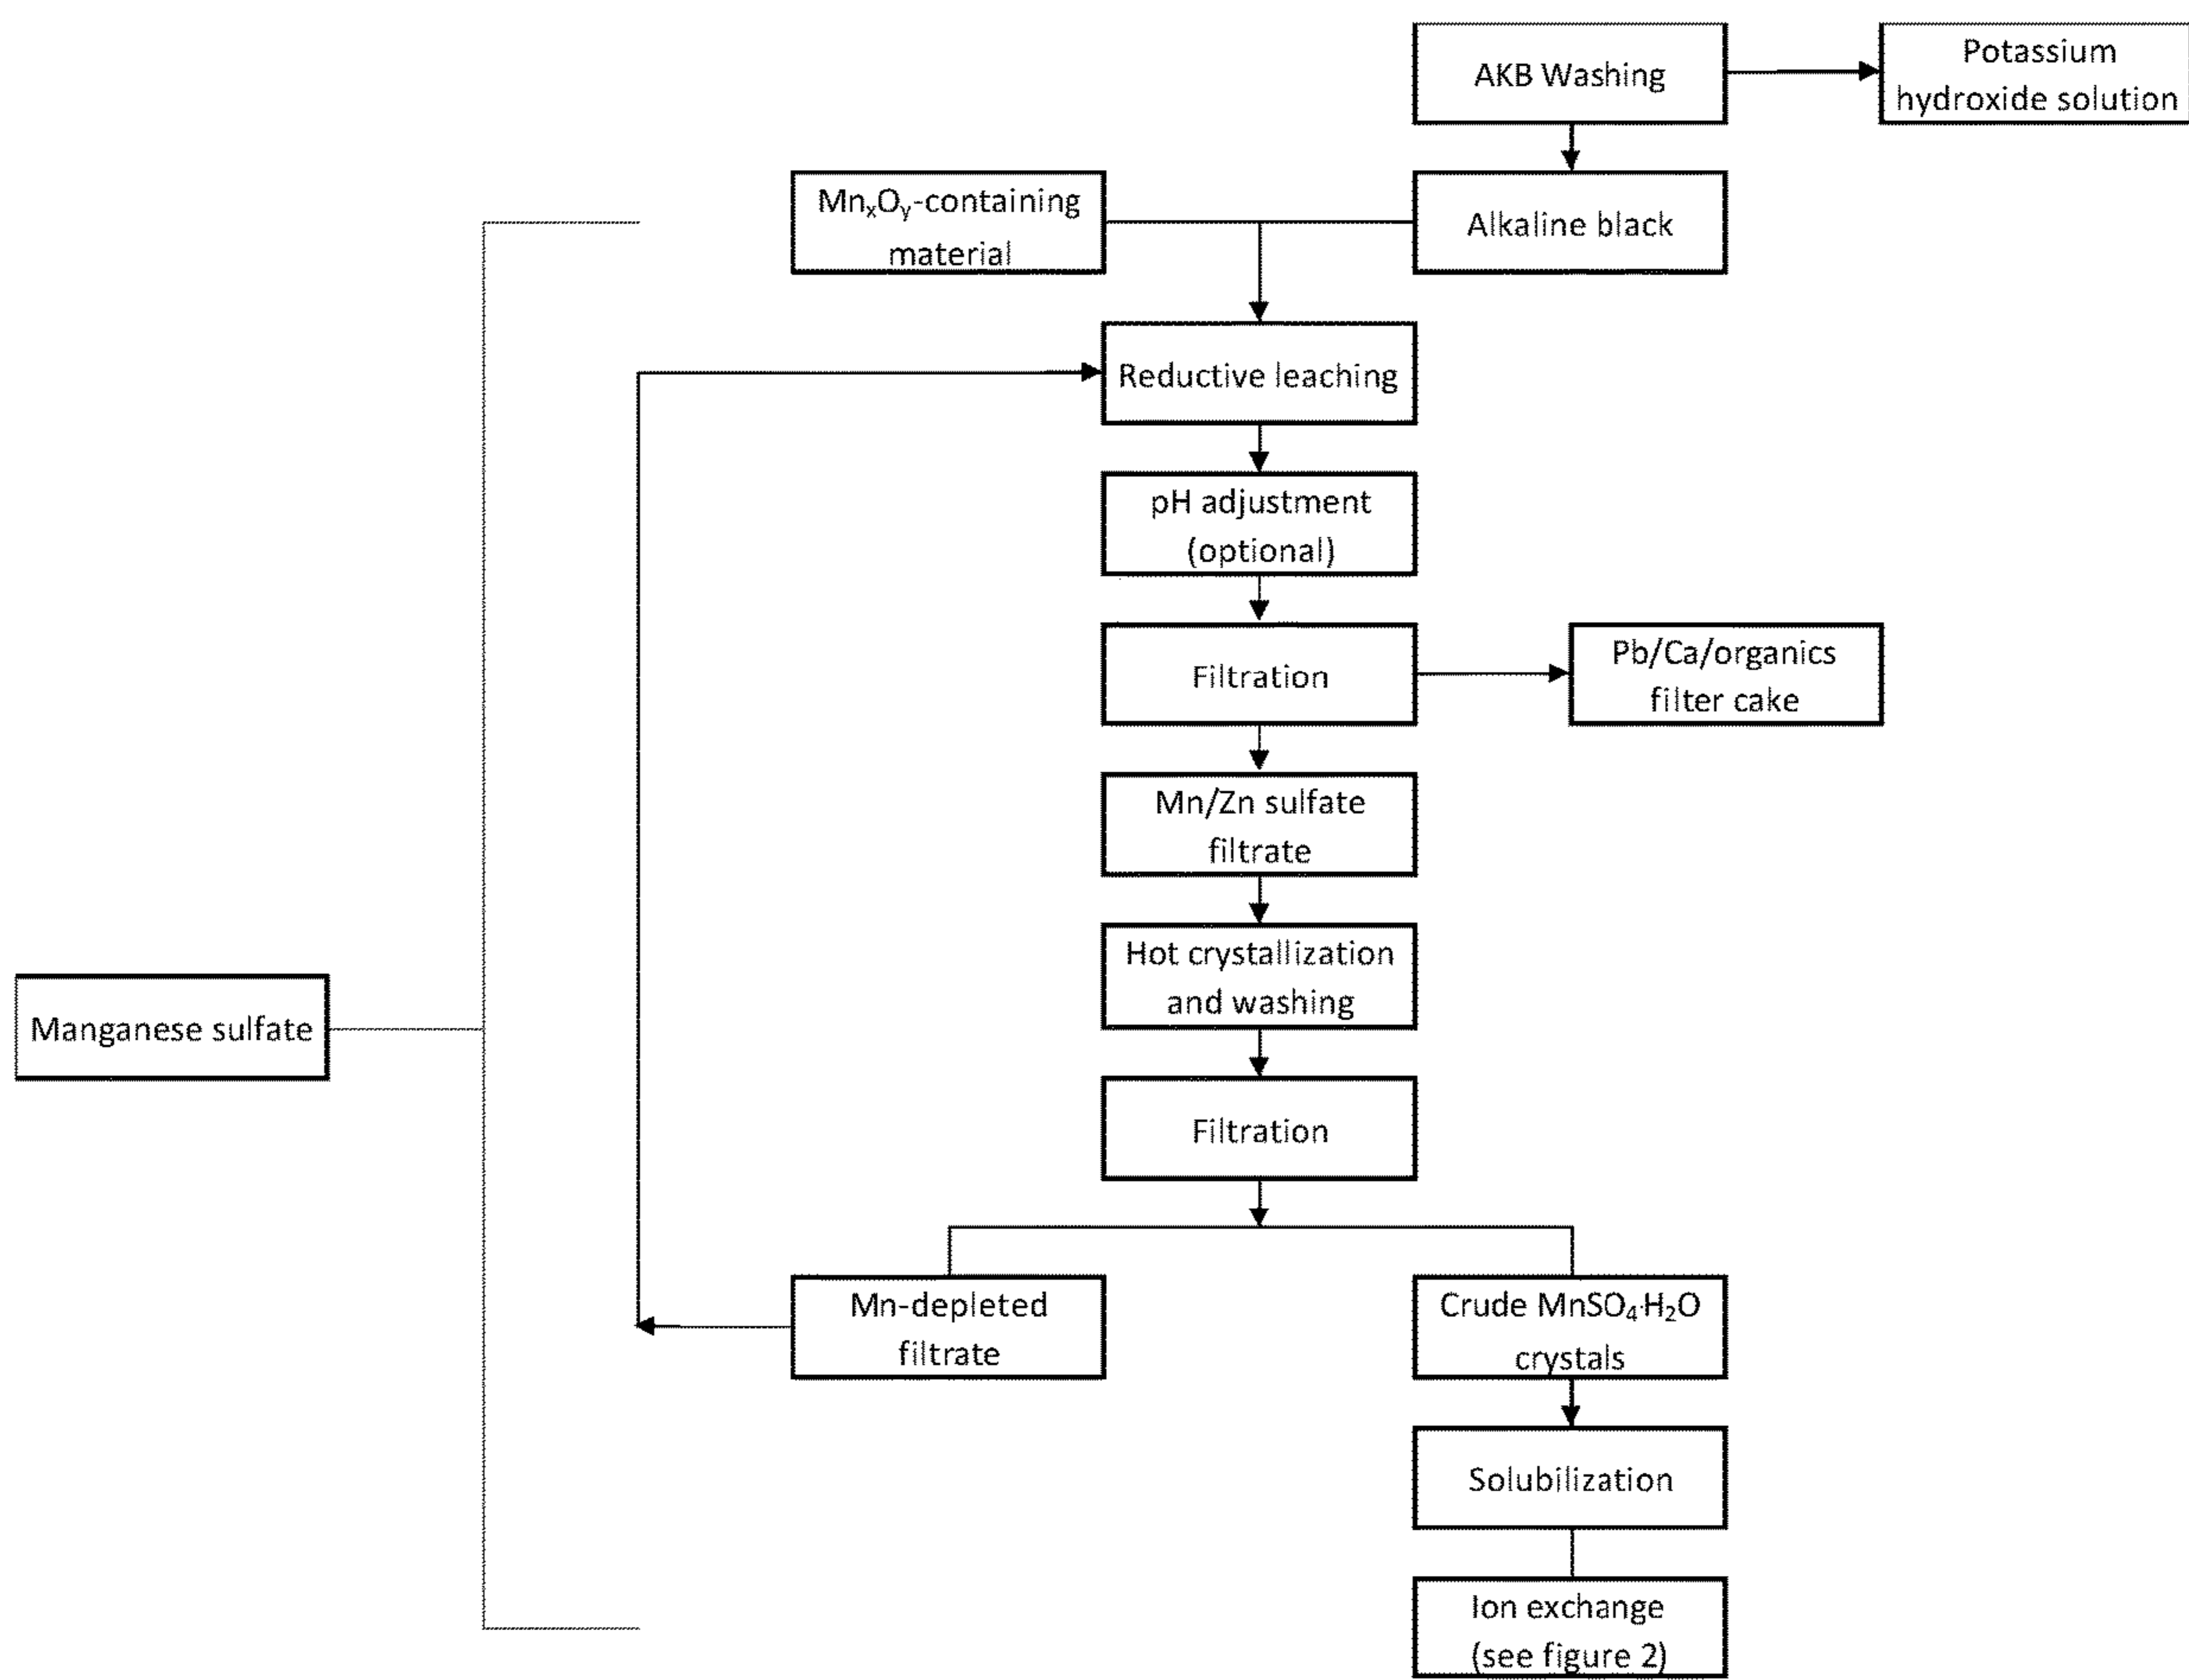 AKB Washing
Potassium
hydroxide solution
MnₓOᵧ-containing
material
Alkaline black
Reductive leaching
pH adjustment
(optional)
Filtration
Pb/Ca/organics
filter cake
Mn/Zn sulfate
filtrate
Hot crystallization
and washing
Manganese sulfate
Filtration
Mn-depleted
filtrate
Crude MnSO₄·H₂O
crystals
Solubilization
Ion exchange
(see figure 2)